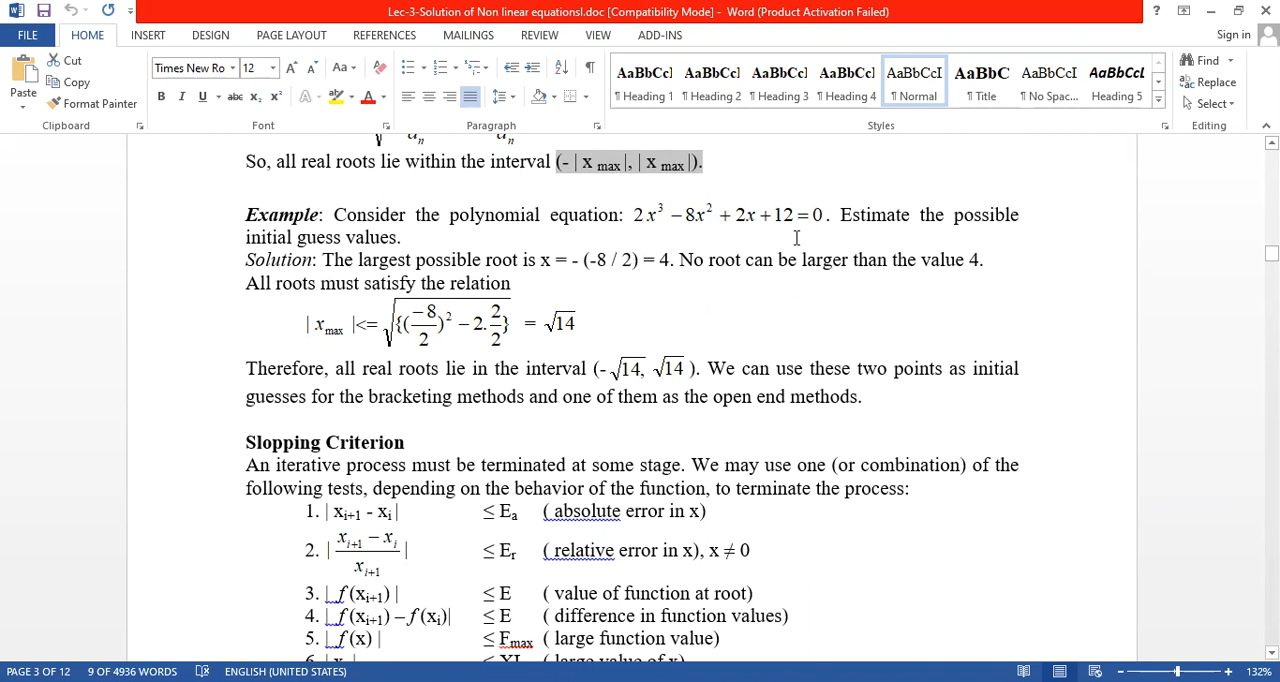 Lec-3-Solution of Non linear equationsl.doc [Compatibility Mode] - Word (Product Activation Failed)
FILE HOME INSERT DESIGN PAGE LAYOUT REFERENCES MAILINGS REVIEW VIEW ADD-INS Sign in
Paste
Cut
Copy
Format Painter
Clipboard
Times New Ro 12
Font
Paragraph
AaBbCcl AaBbCcl AaBbCcl AaBbCcl AaBbCcI AaBbC AaBbCcI AaBbCcL
¶ Heading 1 ¶ Heading 2 ¶ Heading 3 ¶ Heading 4 ¶ Normal ¶ Title ¶ No Spac... Heading 5
Styles
Find
Replace
Select
Editing
√ aₙ aₙ
So, all real roots lie within the interval (- | x max |, | x max |).
Example: Consider the polynomial equation: 2x³ − 8x² + 2x + 12 = 0. Estimate the possible
initial guess values.
Solution: The largest possible root is x = - (-8 / 2) = 4. No root can be larger than the value 4.
All roots must satisfy the relation
| xmax |<= √{(−8/2)² − 2.2/2} = √14
Therefore, all real roots lie in the interval (-√14, √14 ). We can use these two points as initial
guesses for the bracketing methods and one of them as the open end methods.
Slopping Criterion
An iterative process must be terminated at some stage. We may use one (or combination) of the
following tests, depending on the behavior of the function, to terminate the process:
1. | xi+1 - xi | ≤ Ea ( absolute error in x)
2. | (xi+1 − xi)/xi+1 | ≤ Er ( relative error in x), x ≠ 0
3. | f(xi+1) | ≤ E ( value of function at root)
4. | f(xi+1) – f(xi)| ≤ E ( difference in function values)
5. | f(x) | ≤ Fmax ( large function value)
6. | x | ≤ XL ( large value of x)
PAGE 3 OF 12 9 OF 4936 WORDS ENGLISH (UNITED STATES) 132%